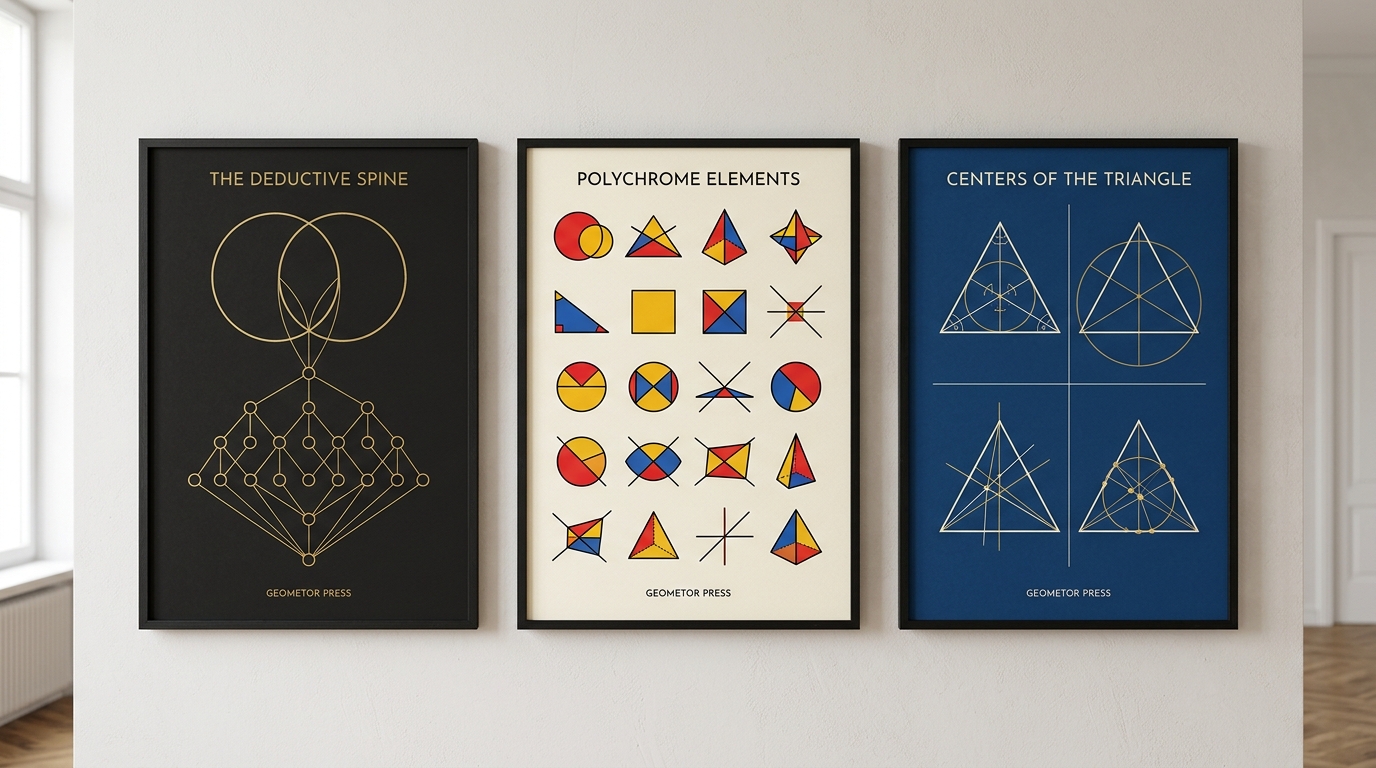 THE DEDUCTIVE SPINE
GEOMETOR PRESS
POLYCHROME ELEMENTS
GEOMETOR PRESS
CENTERS OF THE TRIANGLE
GEOMETOR PRESS